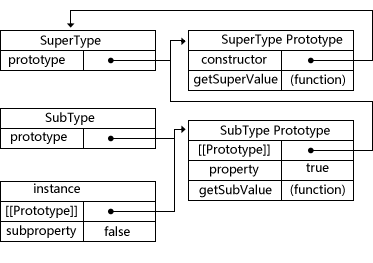 SuperType
prototype
SuperType Prototype
constructor
getSuperValue (function)
SubType
prototype
SubType Prototype
[[Prototype]]
property true
getSubValue (function)
instance
[[Prototype]]
subproperty false